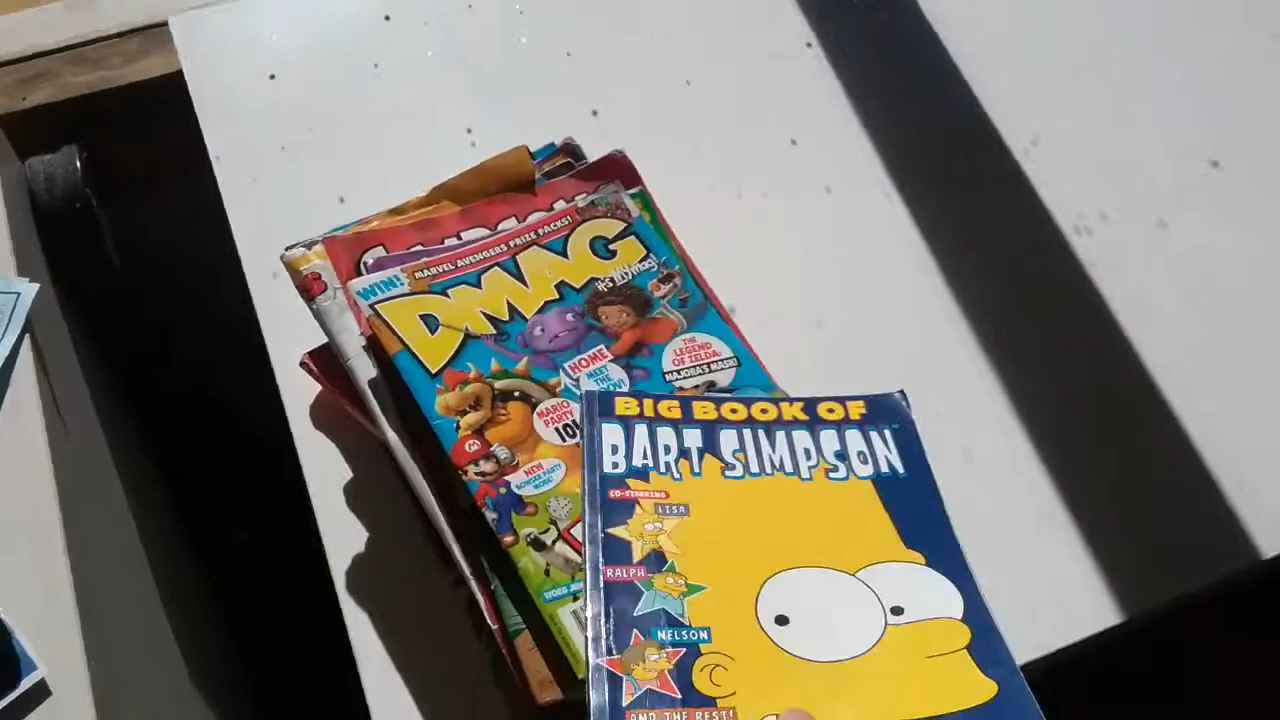 WIN!
MARVEL AVENGERS PRIZE PACKS!
DMAG
it's MY mag!
HOME
MEET
THE
THE
LEGEND
OF ZELDA:
MAJORA'S MASK!
MARIO
PARTY
10!
NEW
BOWSER PARTY
MODE!
BIG BOOK OF
BART SIMPSON
CO-STARRING
LISA
RALPH
NELSON
AND THE BEST!